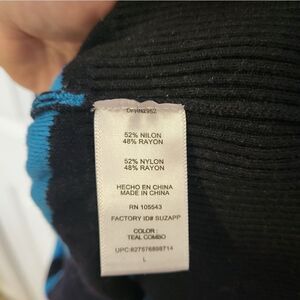 52% NILON
48% RAYON
52% NYLON
48% RAYON
HECHO EN CHINA
MADE IN CHINA
RN 105543
FACTORY ID# SUZAPP
COLOR :
TEAL COMBO
UPC:827576898714
L